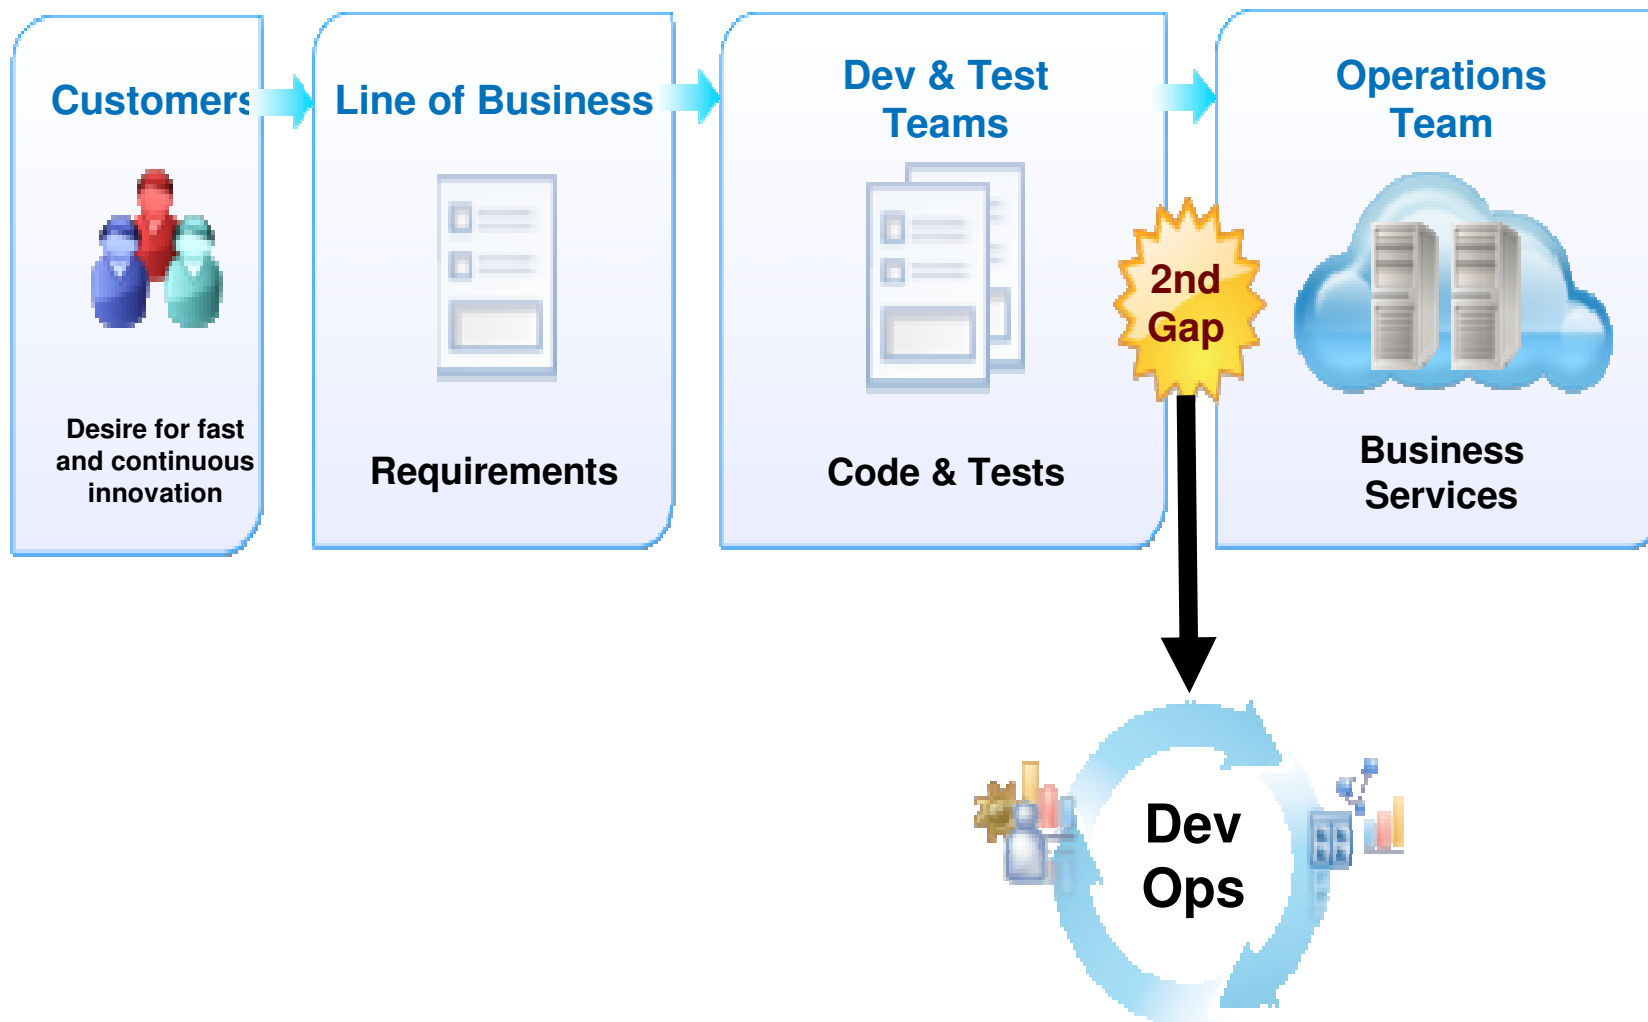 Customers
Line of Business
Dev & Test
Teams
Operations
Team
2nd
Gap
Desire for fast
and continuous
innovation
Requirements
Code & Tests
Business
Services
Dev
Ops